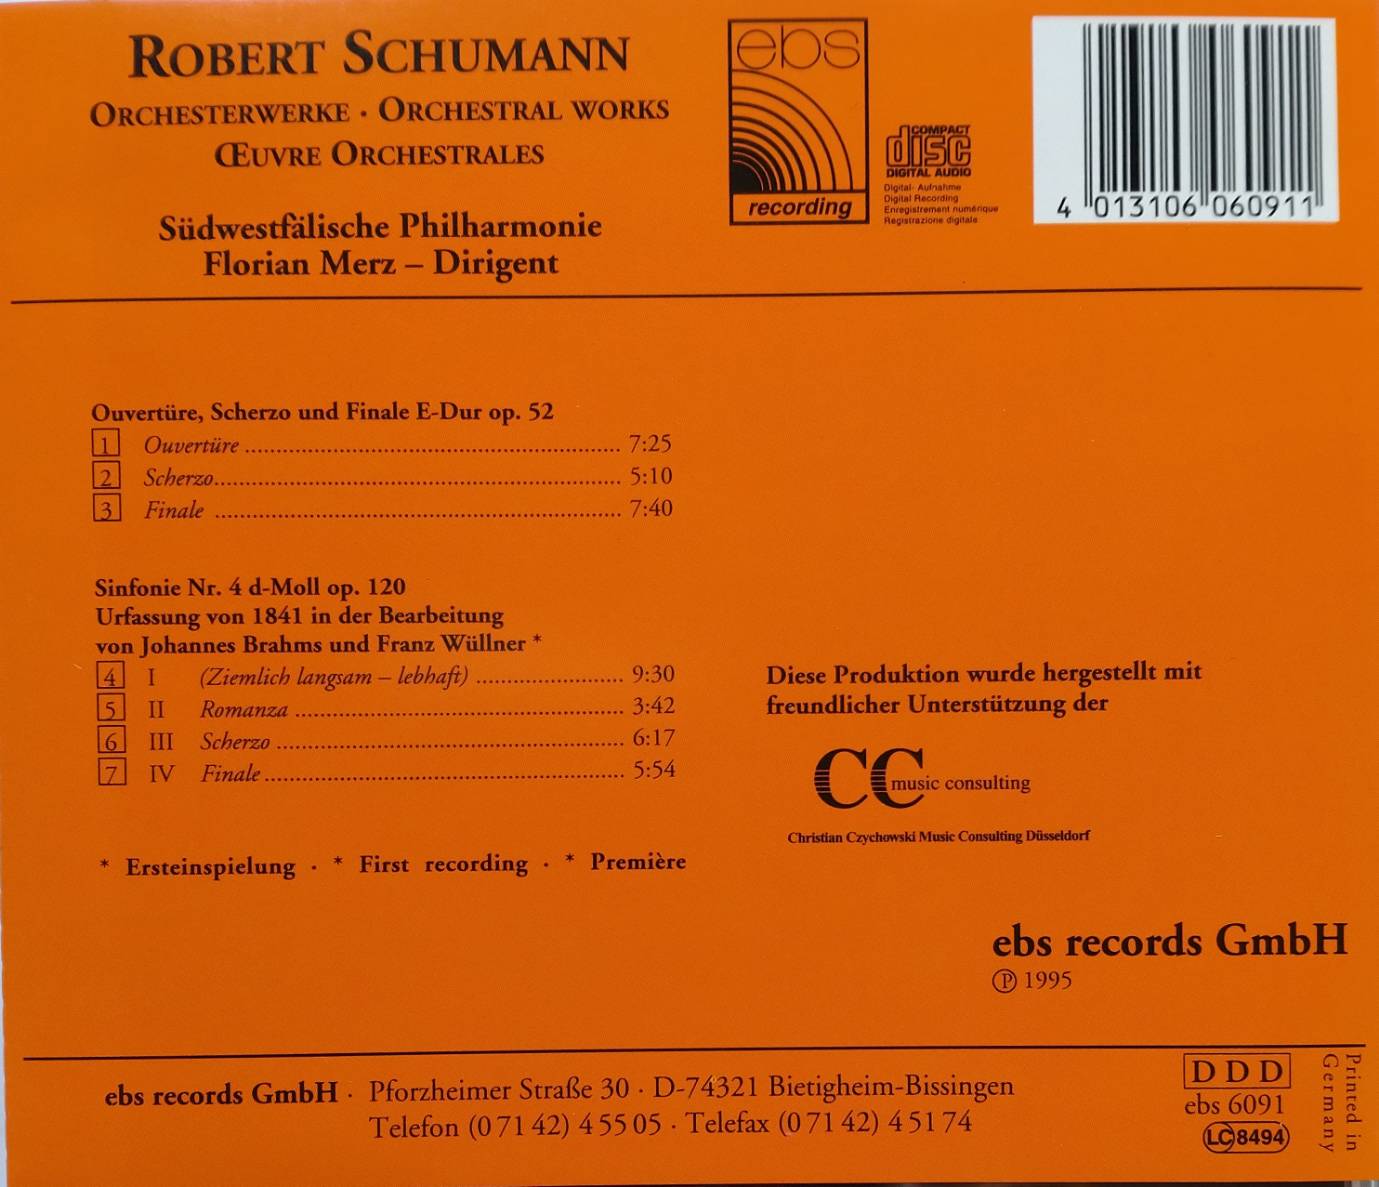 ROBERT SCHUMANN
ORCHESTERWERKE · ORCHESTRAL WORKS
ŒUVRE ORCHESTRALES
Südwestfälische Philharmonie
Florian Merz – Dirigent
ebs
recording
COMPACT
disc
DIGITAL AUDIO
Digital- Aufnahme
Digital Recording
Enregistrement numérique
Registrazione digitale
4 013106 060911
Ouvertüre, Scherzo und Finale E-Dur op. 52
1 Ouvertüre ........................................................... 7:25
2 Scherzo................................................................ 5:10
3 Finale ................................................................ 7:40
Sinfonie Nr. 4 d-Moll op. 120
Urfassung von 1841 in der Bearbeitung
von Johannes Brahms und Franz Wüllner *
4 I (Ziemlich langsam – lebhaft) ....................... 9:30
5 II Romanza .................................................... 3:42
6 III Scherzo ....................................................... 6:17
7 IV Finale......................................................... 5:54
* Ersteinspielung · * First recording · * Première
Diese Produktion wurde hergestellt mit
freundlicher Unterstützung der
CC music consulting
Christian Czychowski Music Consulting Düsseldorf
ebs records GmbH
Ⓟ 1995
ebs records GmbH · Pforzheimer Straße 30 · D-74321 Bietigheim-Bissingen
Telefon (0 71 42) 4 55 05 · Telefax (0 71 42) 4 51 74
DDD
ebs 6091
LC 8494
Printed in
Germany